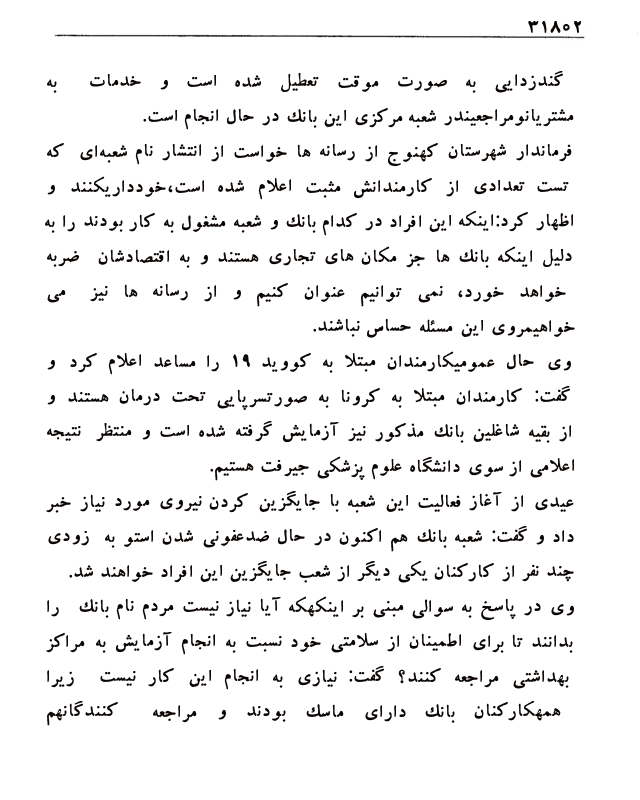 ۳۱۸۰۲
گندزدایی به صورت موقت تعطیل شده است و خدمات به
مشتریانومراجعیندر شعبه مرکزی این بانك در حال انجام است.
فرماندار شهرستان کهنوج از رسانه ها خواست از انتشار نام شعبه‌ای که
تست تعدادی از کارمندانش مثبت اعلام شده است،خودداریکنند و
اظهار کرد:اینکه این افراد در کدام بانك و شعبه مشغول به کار بودند را به
دلیل اینکه بانك ها جز مکان های تجاری هستند و به اقتصادشان ضربه
خواهد خورد، نمی توانیم عنوان کنیم و از رسانه ها نیز می
خواهیمروی این مسئله حساس نباشند.
وی حال عمومیکارمندان مبتلا به کووید ۱۹ را مساعد اعلام کرد و
گفت: کارمندان مبتلا به کرونا به صورتسرپایی تحت درمان هستند و
از بقیه شاغلین بانك مذکور نیز آزمایش گرفته شده است و منتظر نتیجه
اعلامی از سوی دانشگاه علوم پزشکی جیرفت هستیم.
عیدی از آغاز فعالیت این شعبه با جایگزین کردن نیروی مورد نیاز خبر
داد و گفت: شعبه بانك هم اکنون در حال ضدعفونی شدن استو به زودی
چند نفر از کارکنان یکی دیگر از شعب جایگزین این افراد خواهند شد.
وی در پاسخ به سوالی مبنی بر اینکهکه آیا نیاز نیست مردم نام بانك را
بدانند تا برای اطمینان از سلامتی خود نسبت به انجام آزمایش به مراکز
بهداشتی مراجعه کنند؟ گفت: نیازی به انجام این کار نیست زیرا
همهکارکنان بانك دارای ماسك بودند و مراجعه کنندگانهم